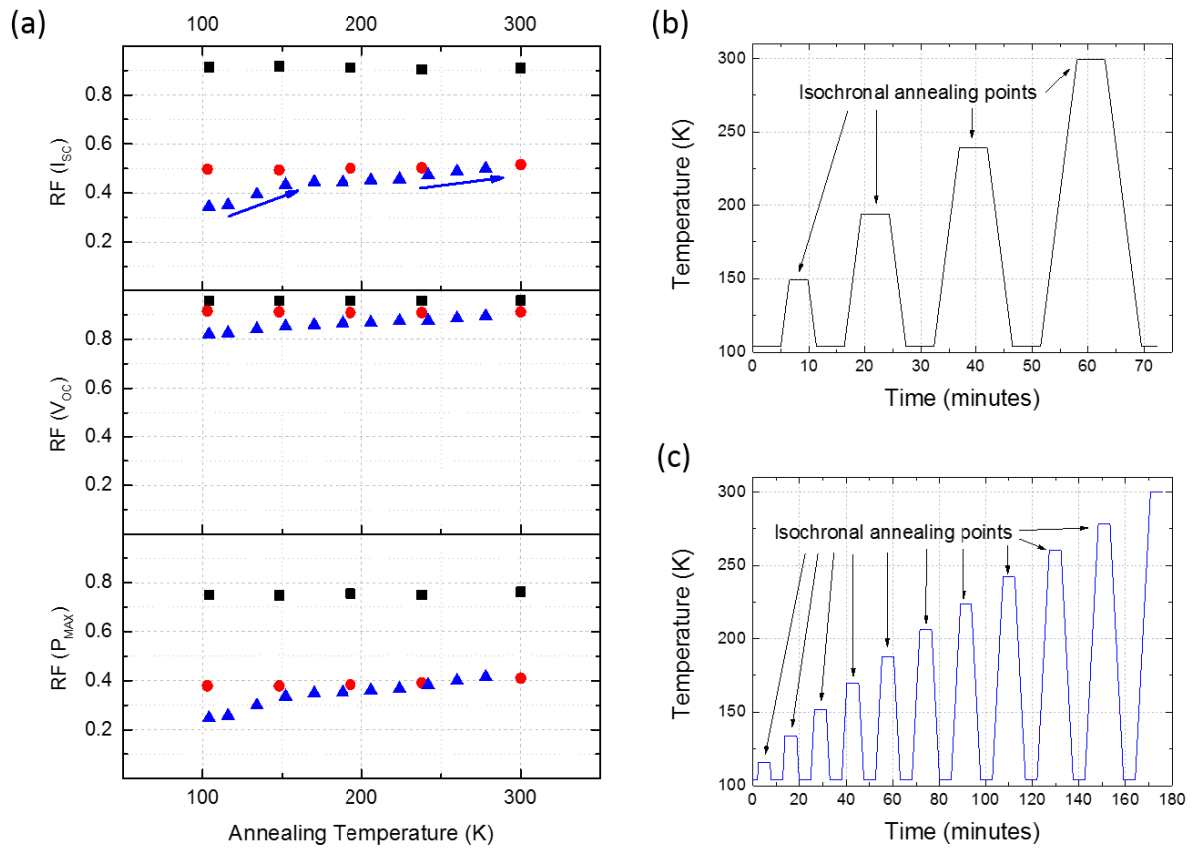 (a)
100 200 300
0.8
0.6
0.4
0.2
RF (I_SC)
0.8
0.6
0.4
0.2
RF (V_OC)
0.8
0.6
0.4
0.2
RF (P_MAX)
100 200 300
Annealing Temperature (K)
(b)
300
250
200
150
100
Temperature (K)
Isochronal annealing points
0 10 20 30 40 50 60 70
Time (minutes)
(c)
300
250
200
150
100
Temperature (K)
Isochronal annealing points
0 20 40 60 80 100 120 140 160 180
Time (minutes)